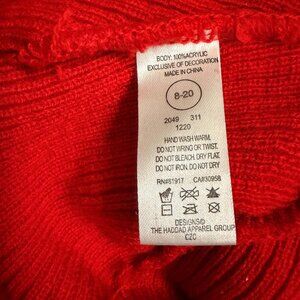 BODY: 100%ACRYLIC
EXCLUSIVE OF DECORATION
MADE IN CHINA
8-20
2049 311
1220
HAND WASH WARM.
DO NOT WRING OR TWIST.
DO NOT BLEACH. DRY FLAT.
DO NOT IRON. DO NOT DRY
RN#81917 CA#30958
DESIGNS©
THE HADDAD APPAREL GROUP
CZC